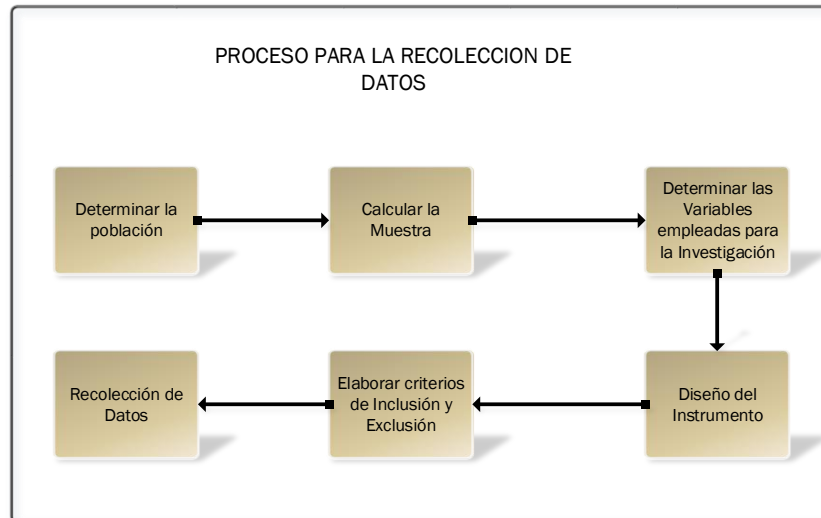 PROCESO PARA LA RECOLECCION DE
DATOS
Determinar la
población
Calcular la
Muestra
Determinar las
Variables
empleadas para
la Investigación
Diseño del
Instrumento
Elaborar criterios
de Inclusión y
Exclusión
Recolección de
Datos